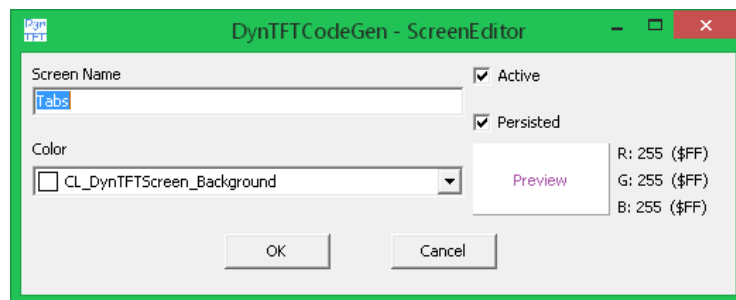 Dyn
TFT
DynTFTCodeGen - ScreenEditor
Screen Name
Tabs
Active
Persisted
Color
CL_DynTFTScreen_Background
Preview
R: 255 ($FF)
G: 255 ($FF)
B: 255 ($FF)
OK
Cancel